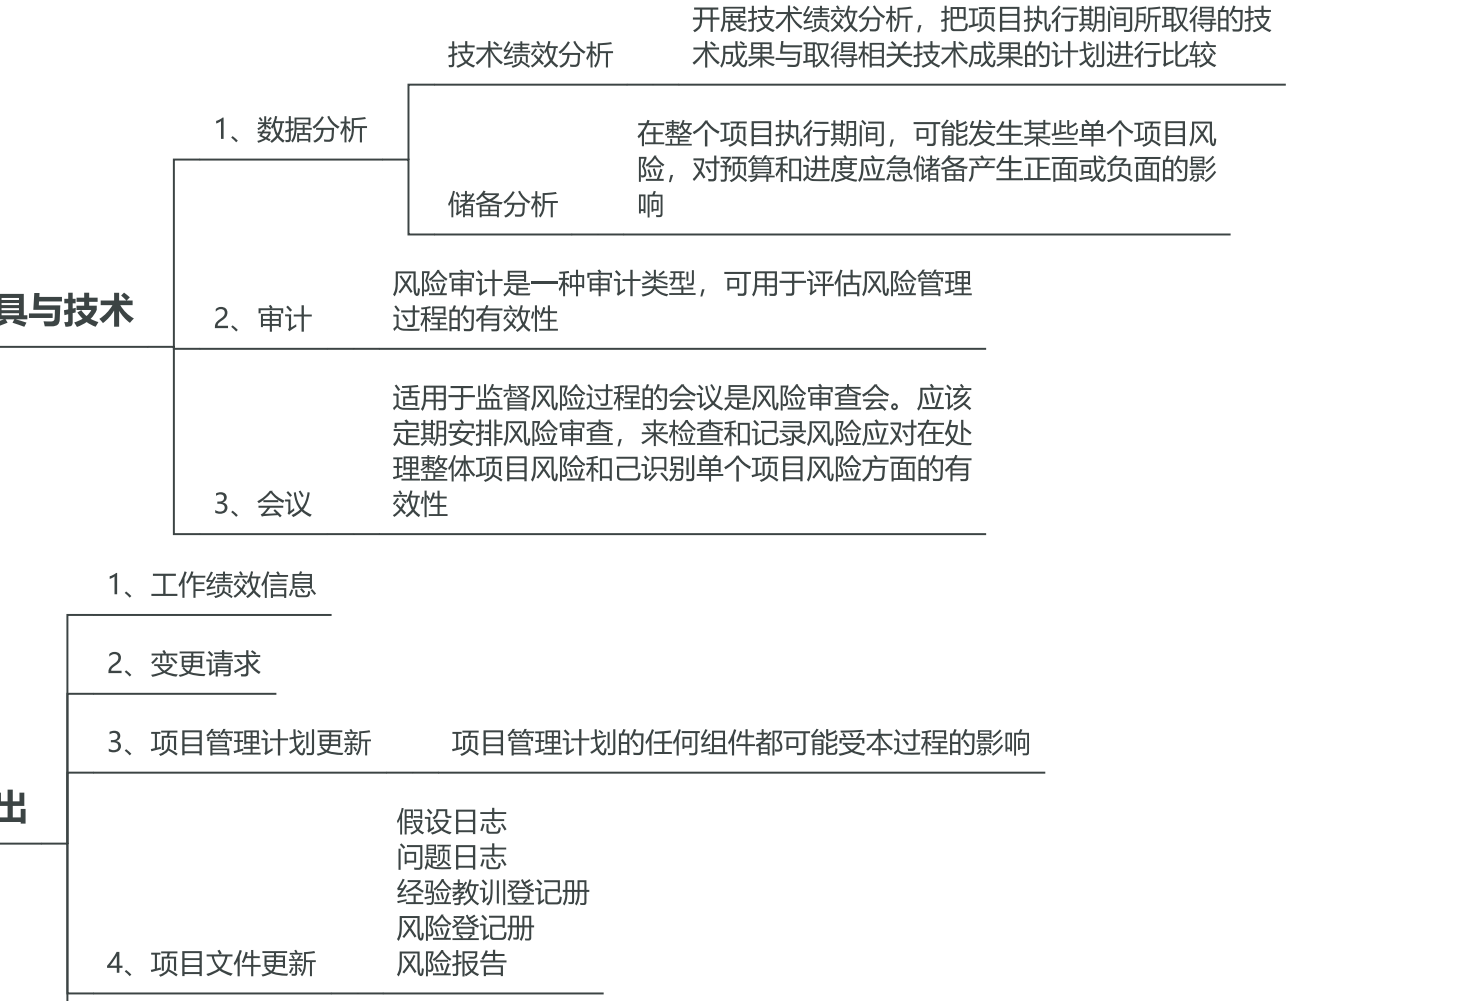 开展技术绩效分析，把项目执行期间所取得的技
术成果与取得相关技术成果的计划进行比较
技术绩效分析
1、数据分析
在整个项目执行期间，可能发生某些单个项目风
险，对预算和进度应急储备产生正面或负面的影
响
储备分析
具与技术
风险审计是一种审计类型，可用于评估风险管理
过程的有效性
2、审计
适用于监督风险过程的会议是风险审查会。应该
定期安排风险审查，来检查和记录风险应对在处
理整体项目风险和己识别单个项目风险方面的有
效性
3、会议
1、工作绩效信息
2、变更请求
3、项目管理计划更新
项目管理计划的任何组件都可能受本过程的影响
出
假设日志
问题日志
经验教训登记册
风险登记册
风险报告
4、项目文件更新